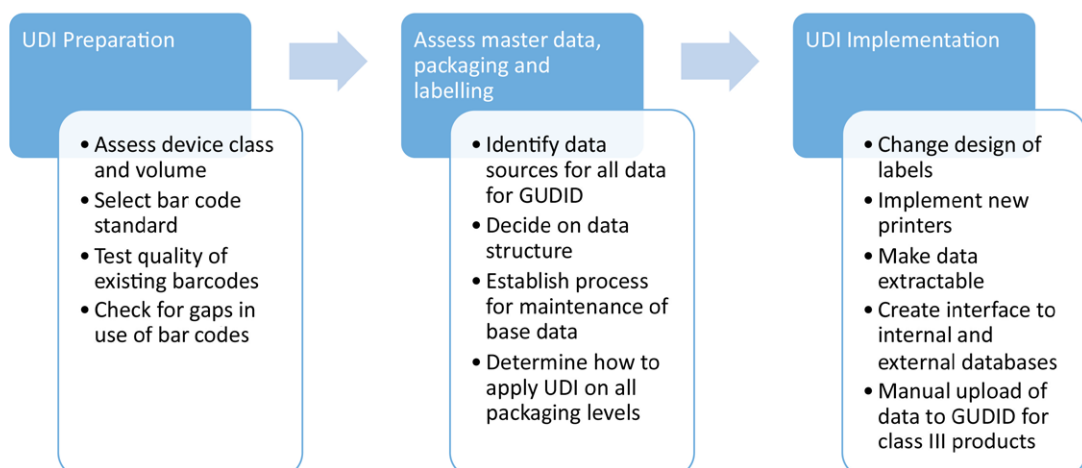 UDI Preparation
• Assess device class
and volume
• Select bar code
standard
• Test quality of
existing barcodes
• Check for gaps in
use of bar codes
Assess master data,
packaging and
labelling
• Identify data
sources for all data
for GUDID
• Decide on data
structure
• Establish process
for maintenance of
base data
• Determine how to
apply UDI on all
packaging levels
UDI Implementation
• Change design of
labels
• Implement new
printers
• Make data
extractable
• Create interface to
internal and
external databases
• Manual upload of
data to GUDID for
class III products